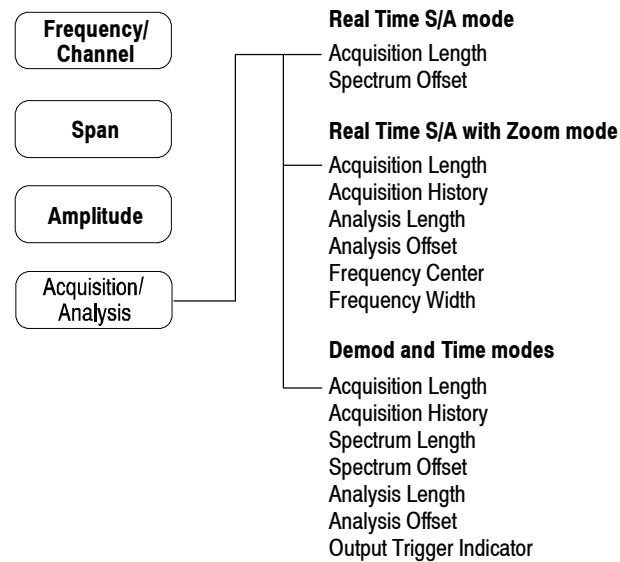 Frequency/
Channel
Span
Amplitude
Acquisition/
Analysis
Real Time S/A mode
Acquisition Length
Spectrum Offset
Real Time S/A with Zoom mode
Acquisition Length
Acquisition History
Analysis Length
Analysis Offset
Frequency Center
Frequency Width
Demod and Time modes
Acquisition Length
Acquisition History
Spectrum Length
Spectrum Offset
Analysis Length
Analysis Offset
Output Trigger Indicator